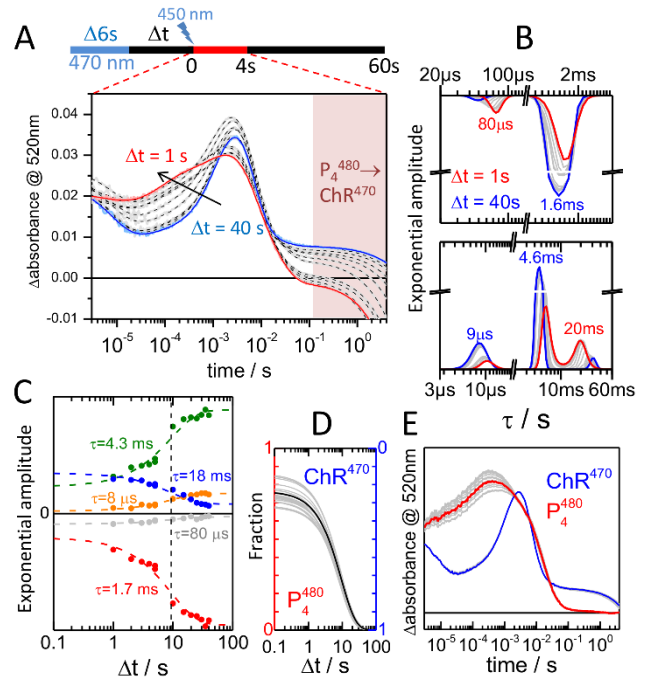 A
Δ6s
470 nm
Δt
450 nm
0
4s
60s
Δabsorbance @ 520nm
0.04
0.03
0.02
0.01
0.00
-0.01
Δt = 1 s
Δt = 40 s
P₄⁴⁸⁰→
ChR⁴⁷⁰
10⁻⁵ 10⁻⁴ 10⁻³ 10⁻² 10⁻¹ 10⁰
time / s
B
20µs 100µs 2ms
80µs
Δt = 1s
Δt = 40s
1.6ms
Exponential amplitude
4.6ms
9µs
20ms
3µs 10µs 10ms 60ms
τ / s
C
Exponential amplitude
τ=4.3 ms
τ=18 ms
τ=8 µs
0
τ=80 µs
τ=1.7 ms
0.1 1 10 100
Δt / s
D
Fraction
1
0
0
1
ChR⁴⁷⁰
P₄⁴⁸⁰
0.1 1 10 100
Δt / s
E
Δabsorbance @ 520nm
ChR⁴⁷⁰
P₄⁴⁸⁰
10⁻⁵ 10⁻⁴ 10⁻³ 10⁻² 10⁻¹ 10⁰
time / s